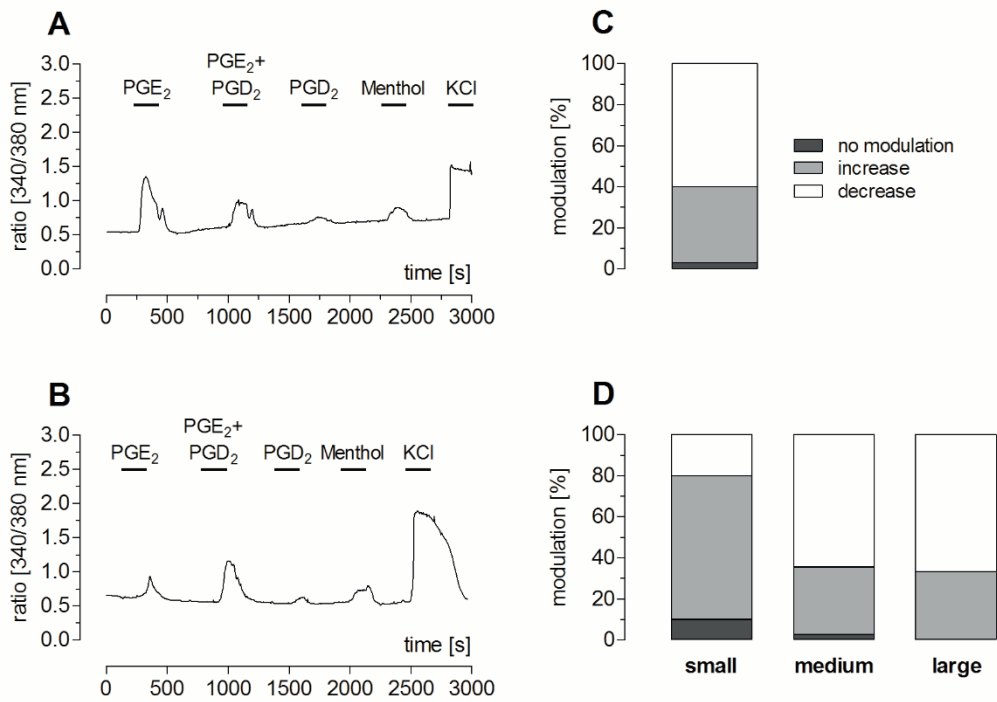 A
ratio [340/380 nm]
3.0
2.5
2.0
1.5
1.0
0.5
0.0
PGE₂
PGE₂+
PGD₂
PGD₂
Menthol
KCl
time [s]
0 500 1000 1500 2000 2500 3000
B
ratio [340/380 nm]
3.0
2.5
2.0
1.5
1.0
0.5
0.0
PGE₂
PGE₂+
PGD₂
PGD₂
Menthol
KCl
time [s]
0 500 1000 1500 2000 2500 3000
C
modulation [%]
100
80
60
40
20
0
no modulation
increase
decrease
D
modulation [%]
100
80
60
40
20
0
small medium large